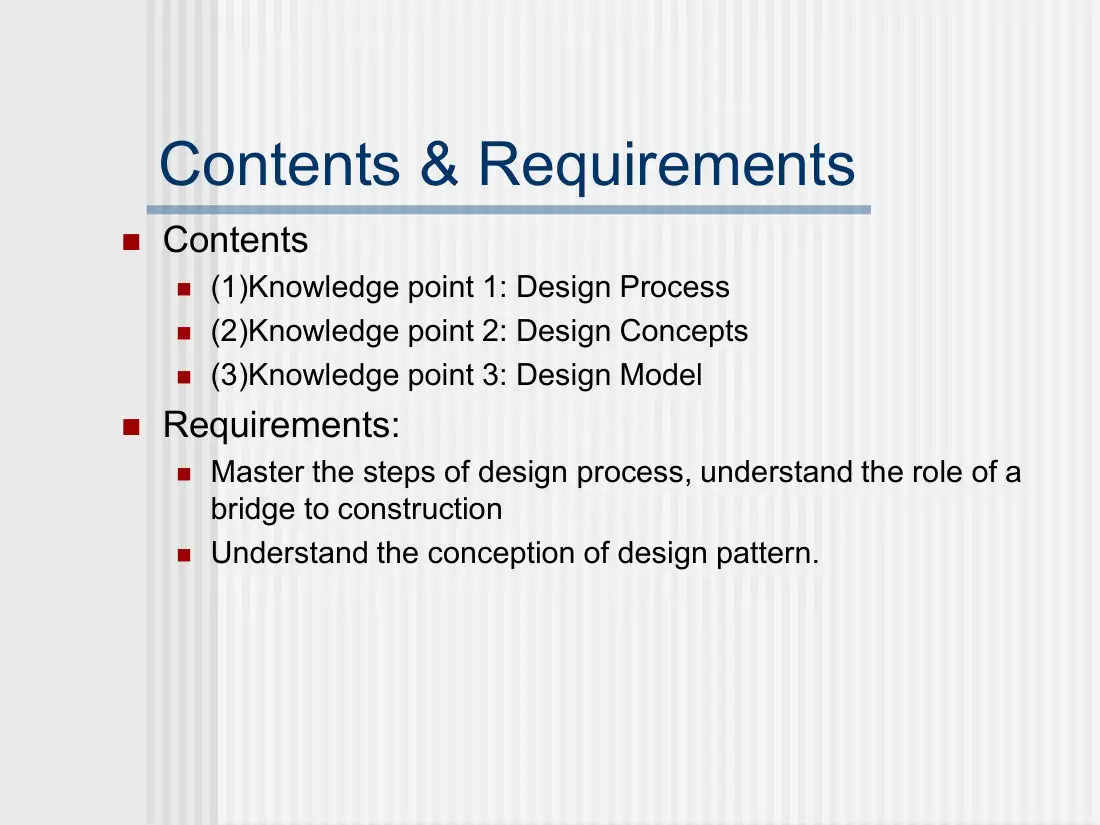 Contents & Requirements
Contents
(1)Knowledge point 1: Design Process
(2)Knowledge point 2: Design Concepts
(3)Knowledge point 3: Design Model
Requirements:
Master the steps of design process, understand the role of a
bridge to construction
Understand the conception of design pattern.